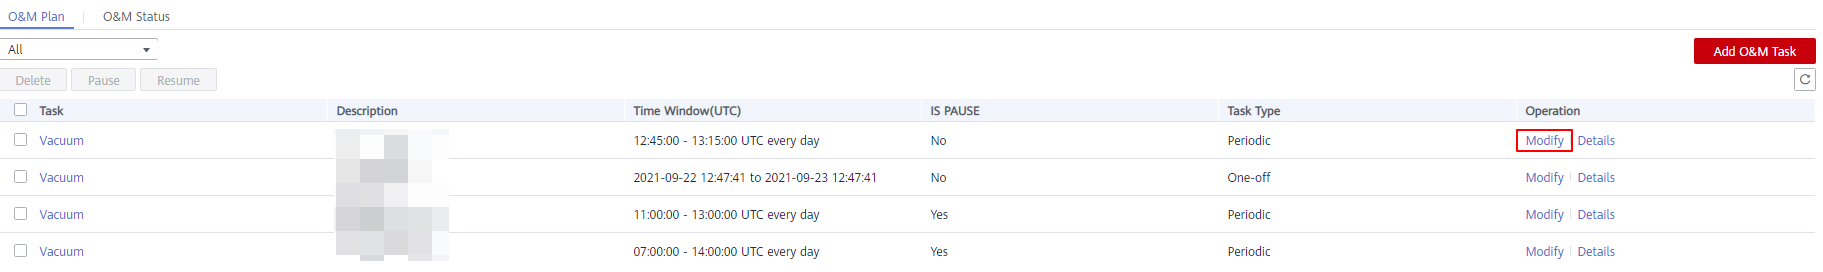 O&M Plan | O&M Status
All
Add O&M Task
Delete Pause Resume
Task Description Time Window(UTC) IS PAUSE Task Type Operation
Vacuum 12:45:00 - 13:15:00 UTC every day No Periodic Modify | Details
Vacuum 2021-09-22 12:47:41 to 2021-09-23 12:47:41 No One-off Modify | Details
Vacuum 11:00:00 - 13:00:00 UTC every day Yes Periodic Modify | Details
Vacuum 07:00:00 - 14:00:00 UTC every day Yes Periodic Modify | Details